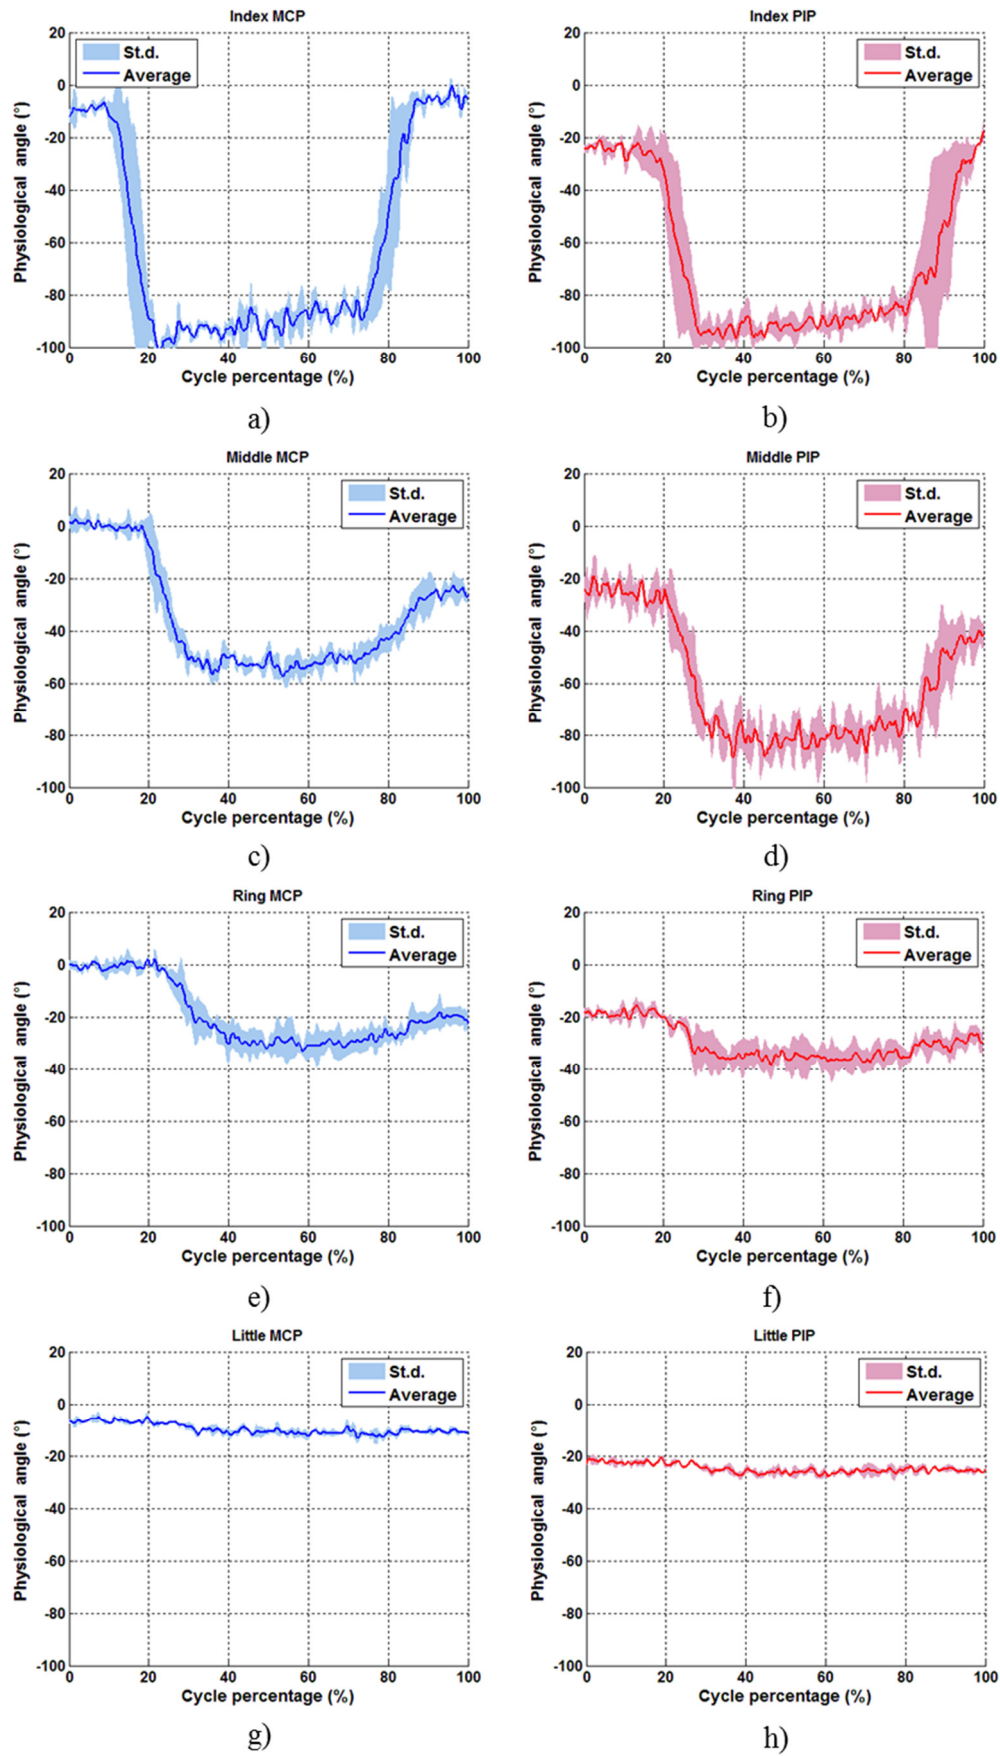 Index MCP
20
0
-20
-40
-60
-80
-100
Physiological angle (°)
St.d.
Average
0 20 40 60 80 100
Cycle percentage (%)
a)
Index PIP
20
0
-20
-40
-60
-80
-100
Physiological angle (°)
St.d.
Average
0 20 40 60 80 100
Cycle percentage (%)
b)
Middle MCP
20
0
-20
-40
-60
-80
-100
Physiological angle (°)
St.d.
Average
0 20 40 60 80 100
Cycle percentage (%)
c)
Middle PIP
20
0
-20
-40
-60
-80
-100
Physiological angle (°)
St.d.
Average
0 20 40 60 80 100
Cycle percentage (%)
d)
Ring MCP
20
0
-20
-40
-60
-80
-100
Physiological angle (°)
St.d.
Average
0 20 40 60 80 100
Cycle percentage (%)
e)
Ring PIP
20
0
-20
-40
-60
-80
-100
Physiological angle (°)
St.d.
Average
0 20 40 60 80 100
Cycle percentage (%)
f)
Little MCP
20
0
-20
-40
-60
-80
-100
Physiological angle (°)
St.d.
Average
0 20 40 60 80 100
Cycle percentage (%)
g)
Little PIP
20
0
-20
-40
-60
-80
-100
Physiological angle (°)
St.d.
Average
0 20 40 60 80 100
Cycle percentage (%)
h)